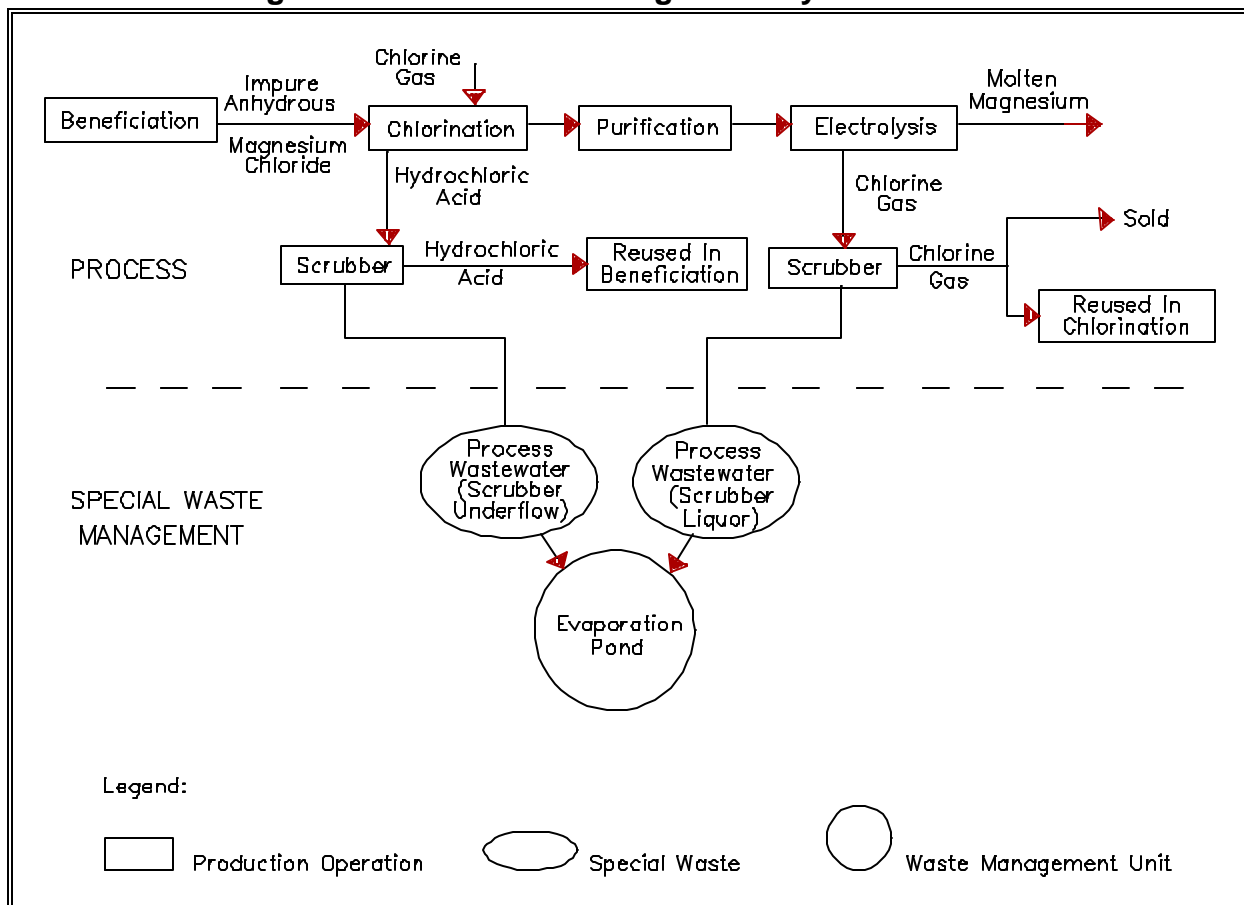 Chlorine
Gas
Impure
Anhydrous
Magnesium
Chloride
Molten
Magnesium
Beneficiation
Chlorination
Purification
Electrolysis
Hydrochloric
Acid
Chlorine
Gas
Sold
PROCESS
Scrubber
Hydrochloric
Acid
Reused In
Beneficiation
Scrubber
Chlorine
Gas
Reused In
Chlorination
SPECIAL WASTE
MANAGEMENT
Process
Wastewater
(Scrubber
Underflow)
Process
Wastewater
(Scrubber
Liquor)
Evaporation
Pond
Legend:
Production Operation
Special Waste
Waste Management Unit